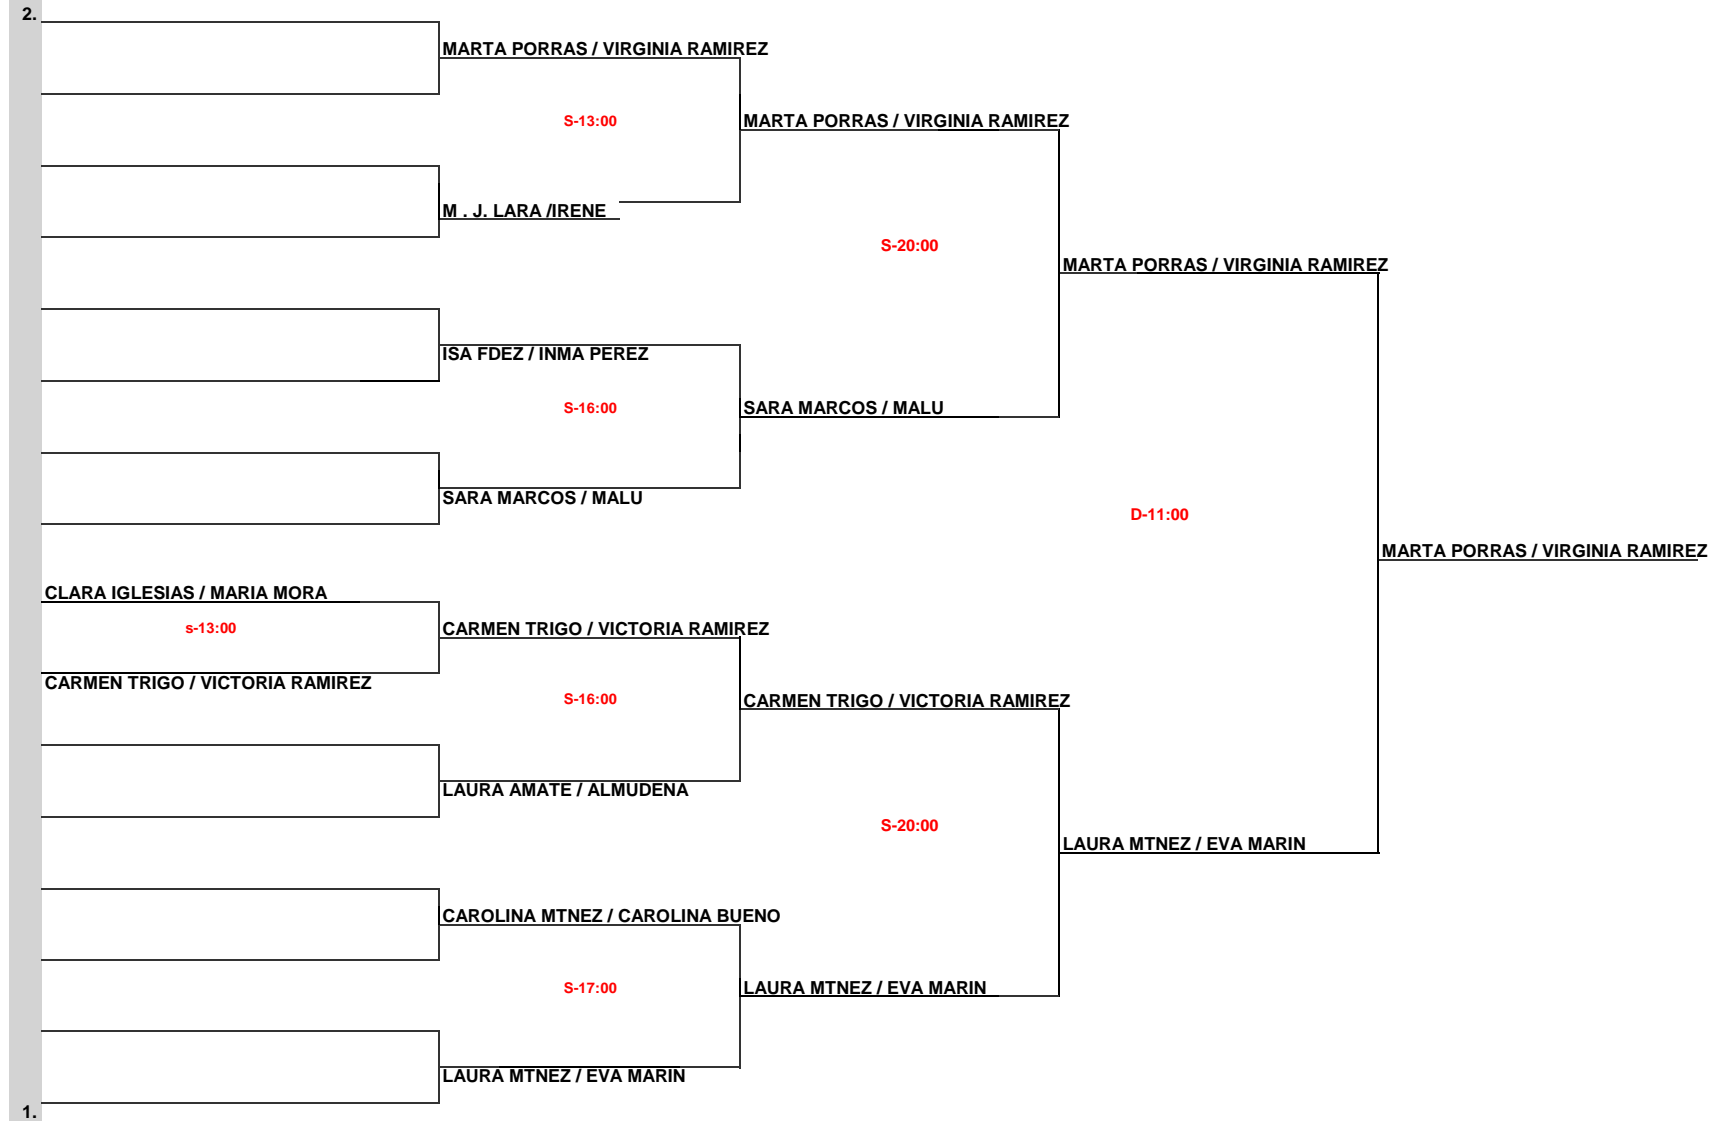 2.
MARTA PORRAS / VIRGINIA RAMIREZ
S-13:00
MARTA PORRAS / VIRGINIA RAMIREZ
M . J. LARA /IRENE
S-20:00
MARTA PORRAS / VIRGINIA RAMIREZ
ISA FDEZ / INMA PEREZ
S-16:00
SARA MARCOS / MALU
SARA MARCOS / MALU
D-11:00
MARTA PORRAS / VIRGINIA RAMIREZ
CLARA IGLESIAS / MARIA MORA
s-13:00
CARMEN TRIGO / VICTORIA RAMIREZ
CARMEN TRIGO / VICTORIA RAMIREZ
S-16:00
CARMEN TRIGO / VICTORIA RAMIREZ
LAURA AMATE / ALMUDENA
S-20:00
LAURA MTNEZ / EVA MARIN
CAROLINA MTNEZ / CAROLINA BUENO
S-17:00
LAURA MTNEZ / EVA MARIN
LAURA MTNEZ / EVA MARIN
1.